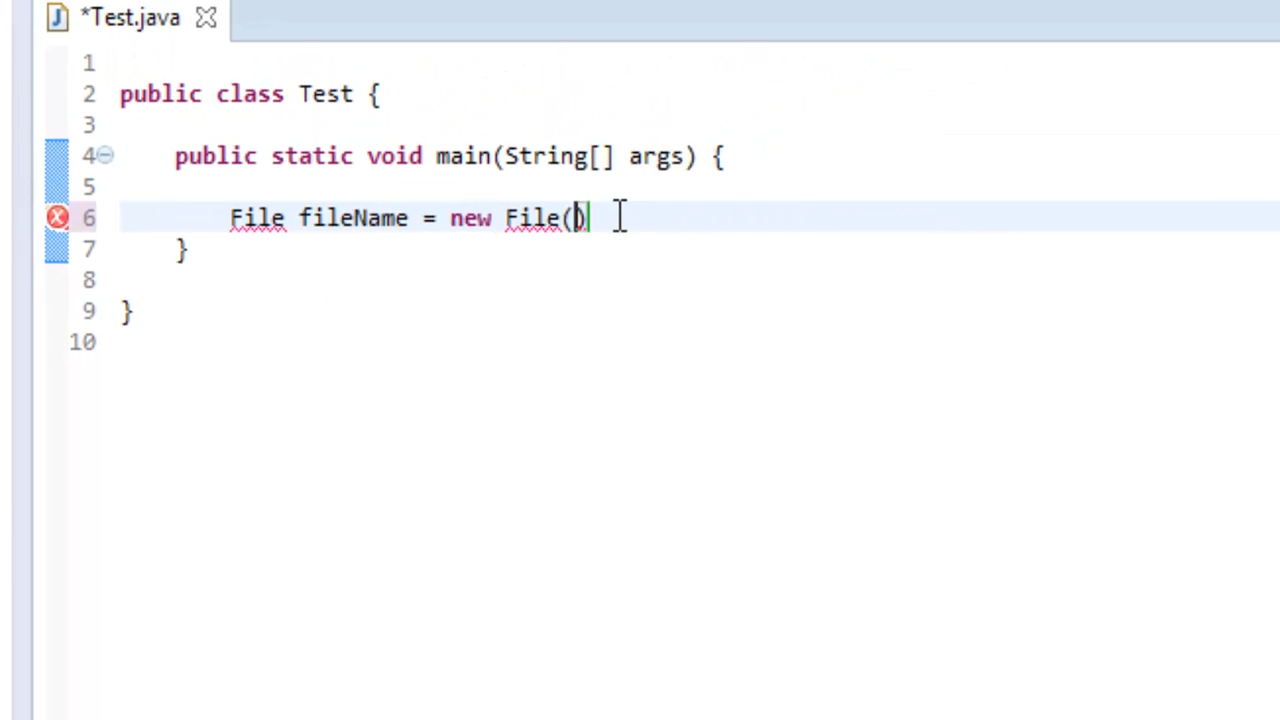 *Test.java
1
2 public class Test {
3
4 public static void main(String[] args) {
5
6 File fileName = new File()
7 }
8
9 }
10